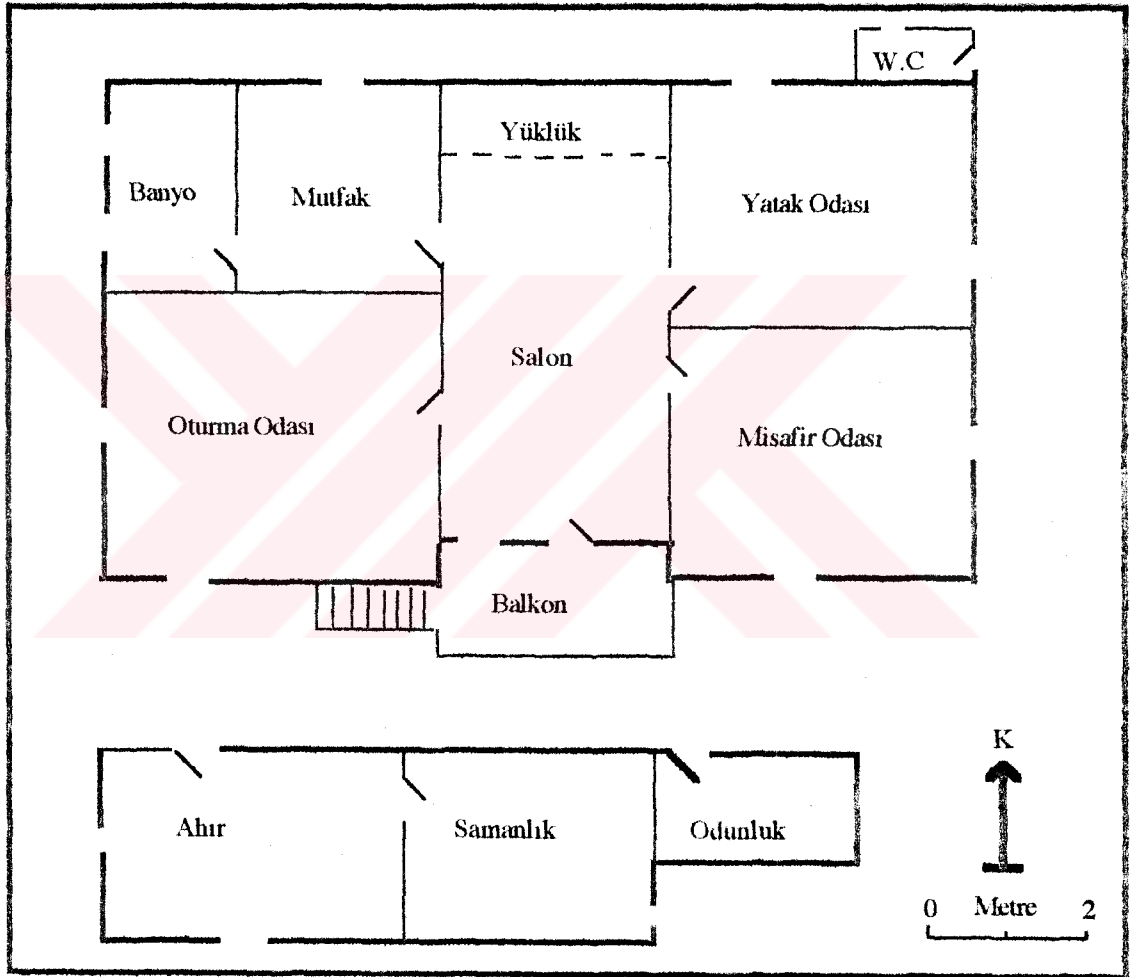 W.C
Yüklük
Banyo
Mutfak
Yatak Odası
Salon
Oturma Odası
Misafir Odası
Balkon
K
Ahır
Samanlık
Odunluk
0 Metre 2